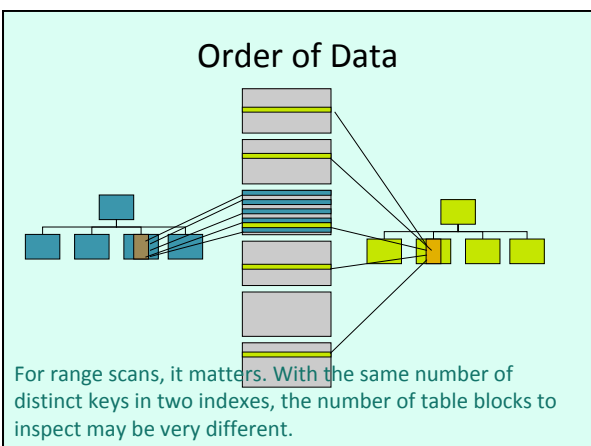 Order of Data
For range scans, it matters. With the same number of
distinct keys in two indexes, the number of table blocks to
inspect may be very different.